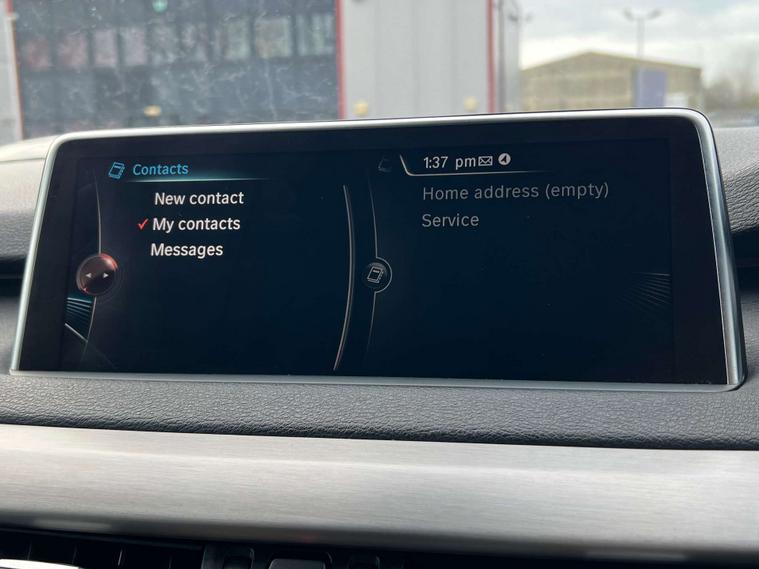 Contacts
New contact
My contacts
Messages
1:37 pm
Home address (empty)
Service